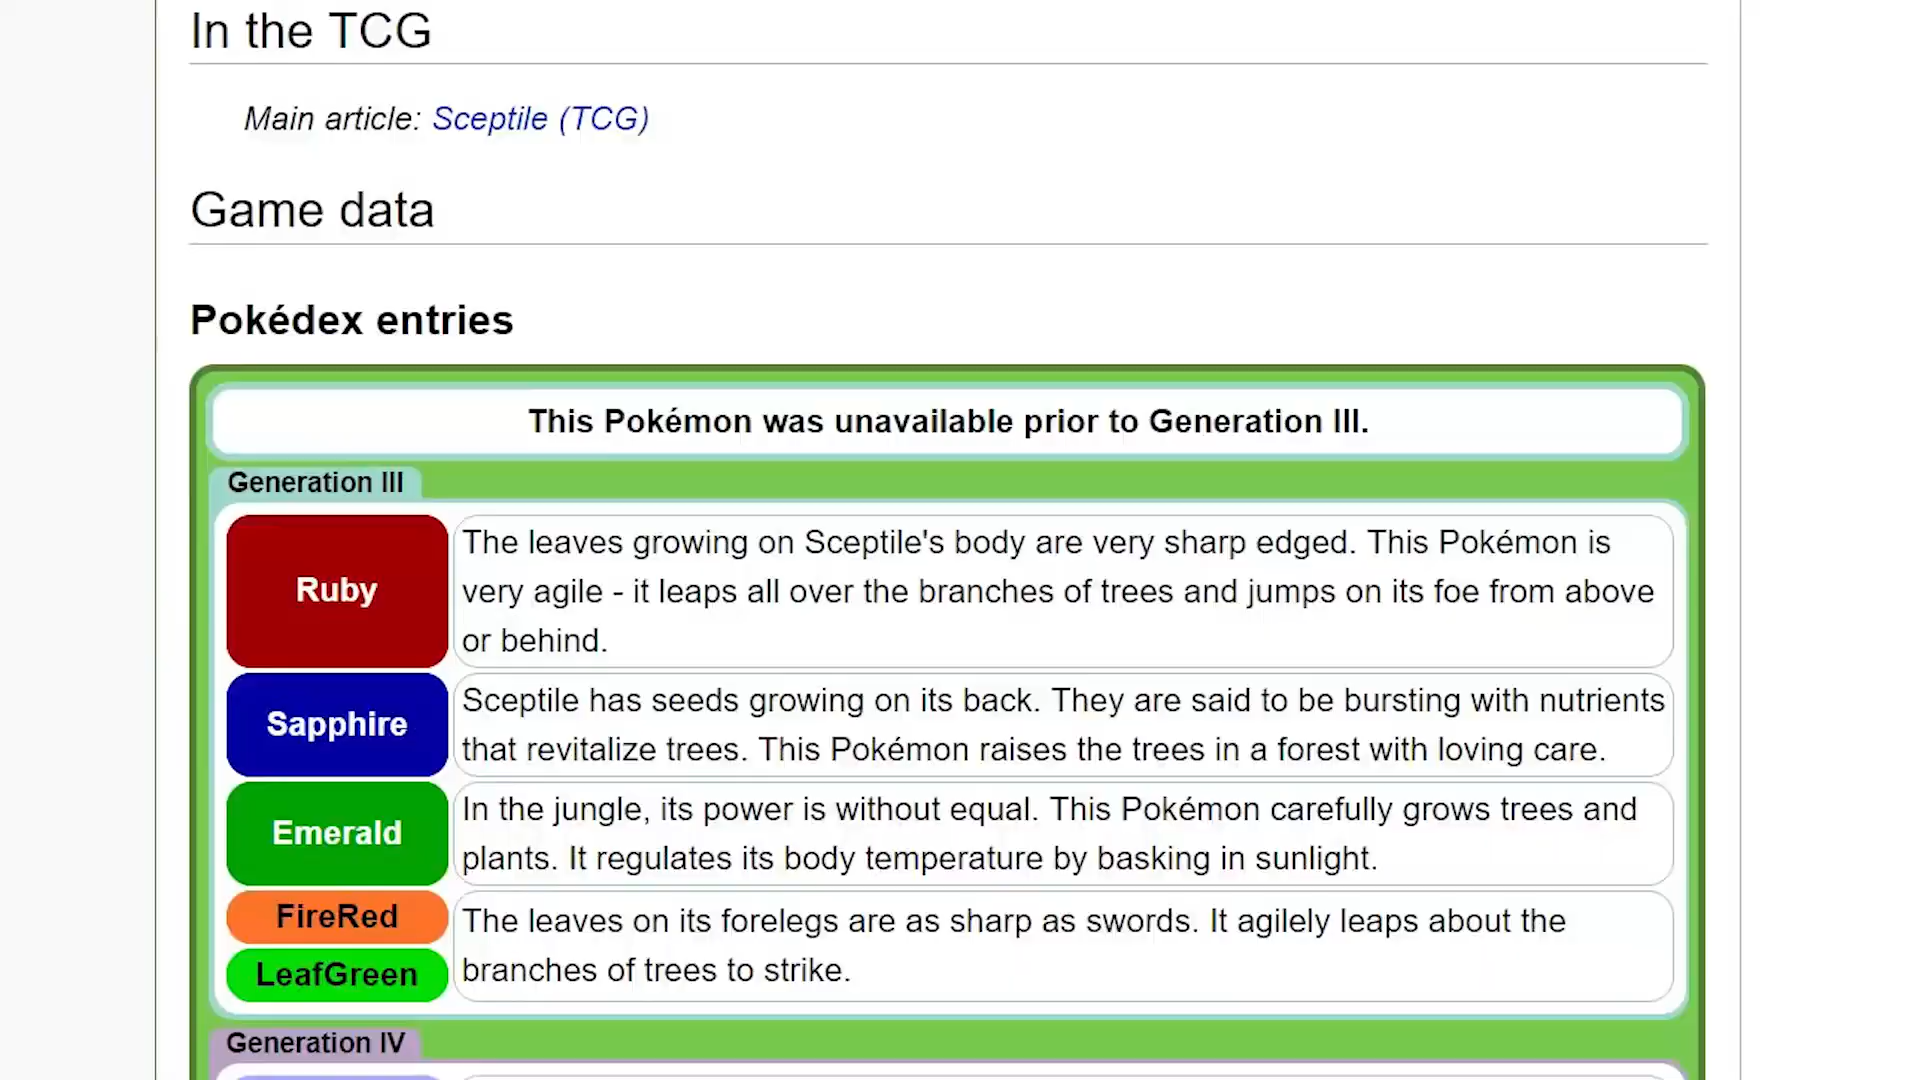 In the TCG
Main article: Sceptile (TCG)
Game data
Pokédex entries
This Pokémon was unavailable prior to Generation III.
Generation III
Ruby
The leaves growing on Sceptile's body are very sharp edged. This Pokémon is
very agile - it leaps all over the branches of trees and jumps on its foe from above
or behind.
Sapphire
Sceptile has seeds growing on its back. They are said to be bursting with nutrients
that revitalize trees. This Pokémon raises the trees in a forest with loving care.
Emerald
In the jungle, its power is without equal. This Pokémon carefully grows trees and
plants. It regulates its body temperature by basking in sunlight.
FireRed
LeafGreen
The leaves on its forelegs are as sharp as swords. It agilely leaps about the
branches of trees to strike.
Generation IV